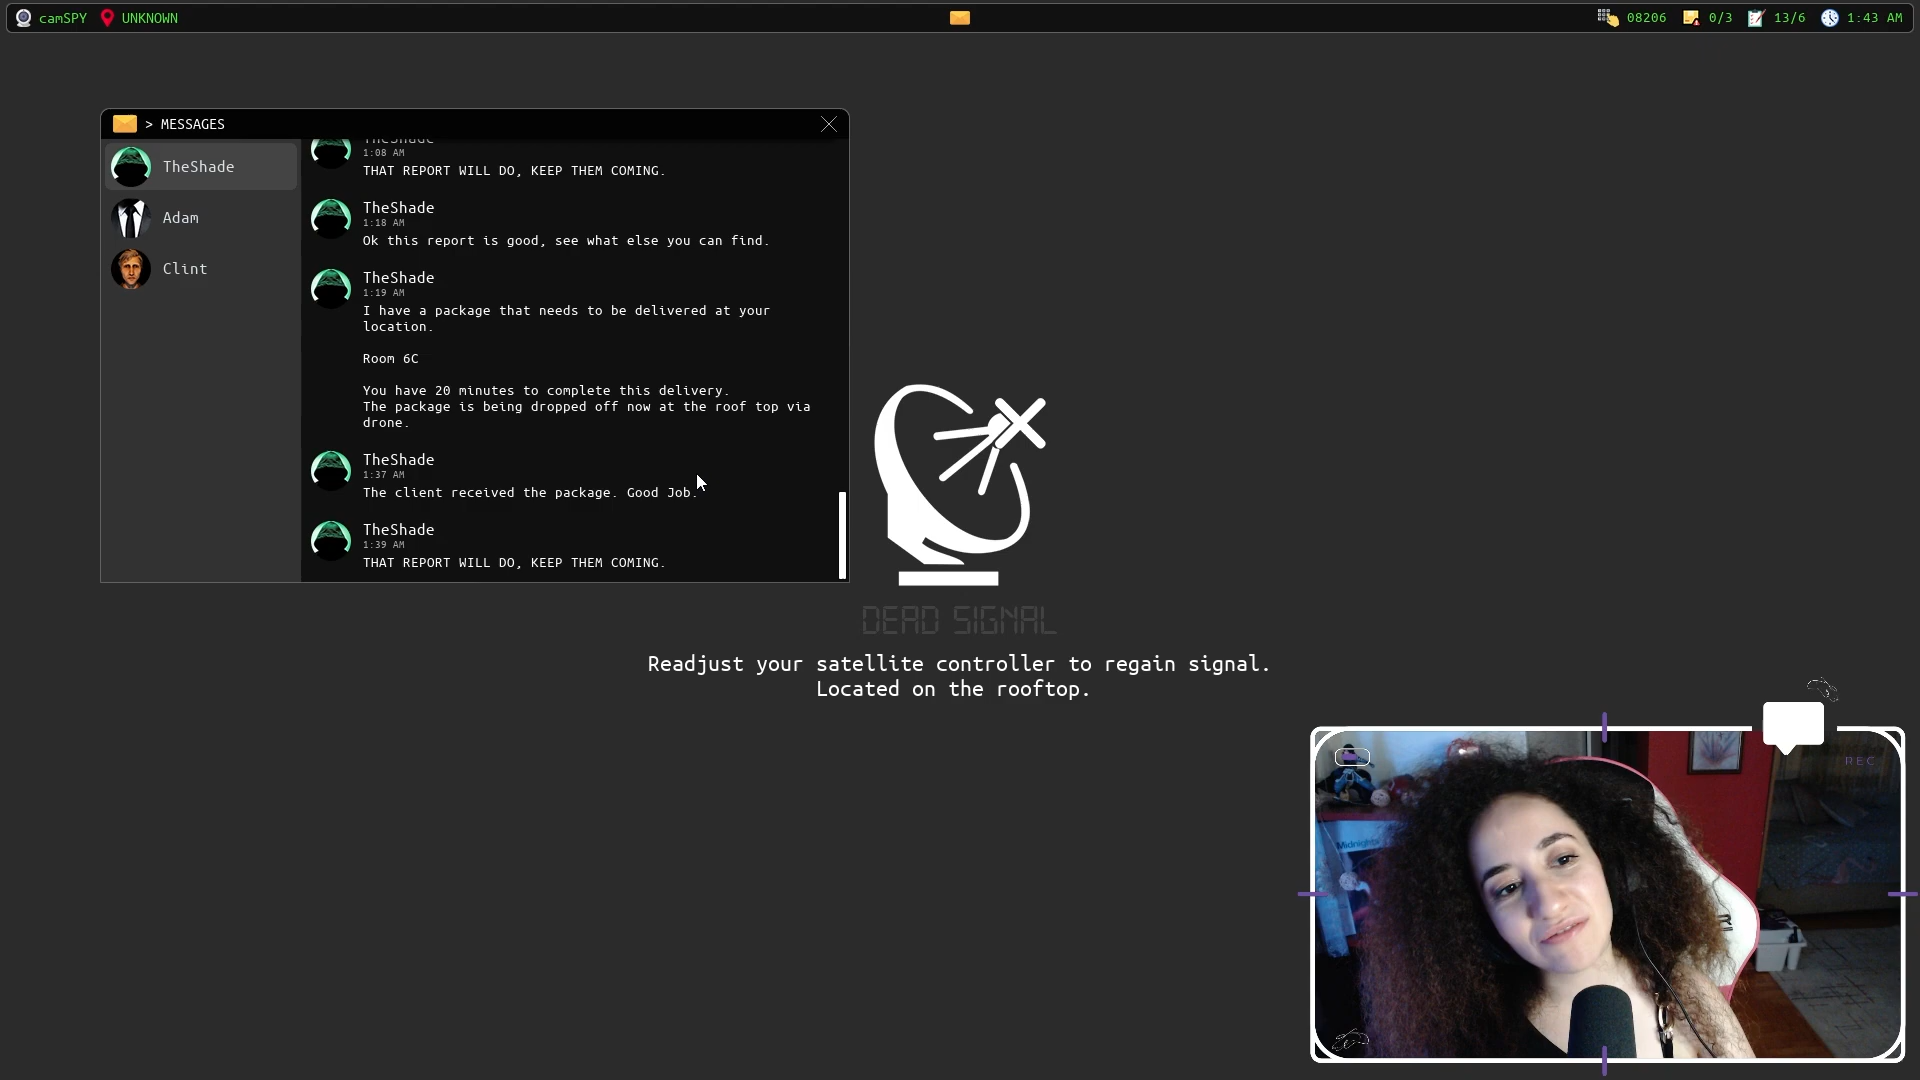 camSPY UNKNOWN 08206 0/3 13/6 1:43 AM
> MESSAGES
TheShade
Adam
Clint
TheShade
1:08 AM
THAT REPORT WILL DO, KEEP THEM COMING.
TheShade
1:18 AM
Ok this report is good, see what else you can find.
TheShade
1:19 AM
I have a package that needs to be delivered at your
location.
Room 6C
You have 20 minutes to complete this delivery.
The package is being dropped off now at the roof top via
drone.
TheShade
1:37 AM
The client received the package. Good Job.
TheShade
1:39 AM
THAT REPORT WILL DO, KEEP THEM COMING.
DEAD SIGNAL
Readjust your satellite controller to regain signal.
Located on the rooftop.
REC
Midnights